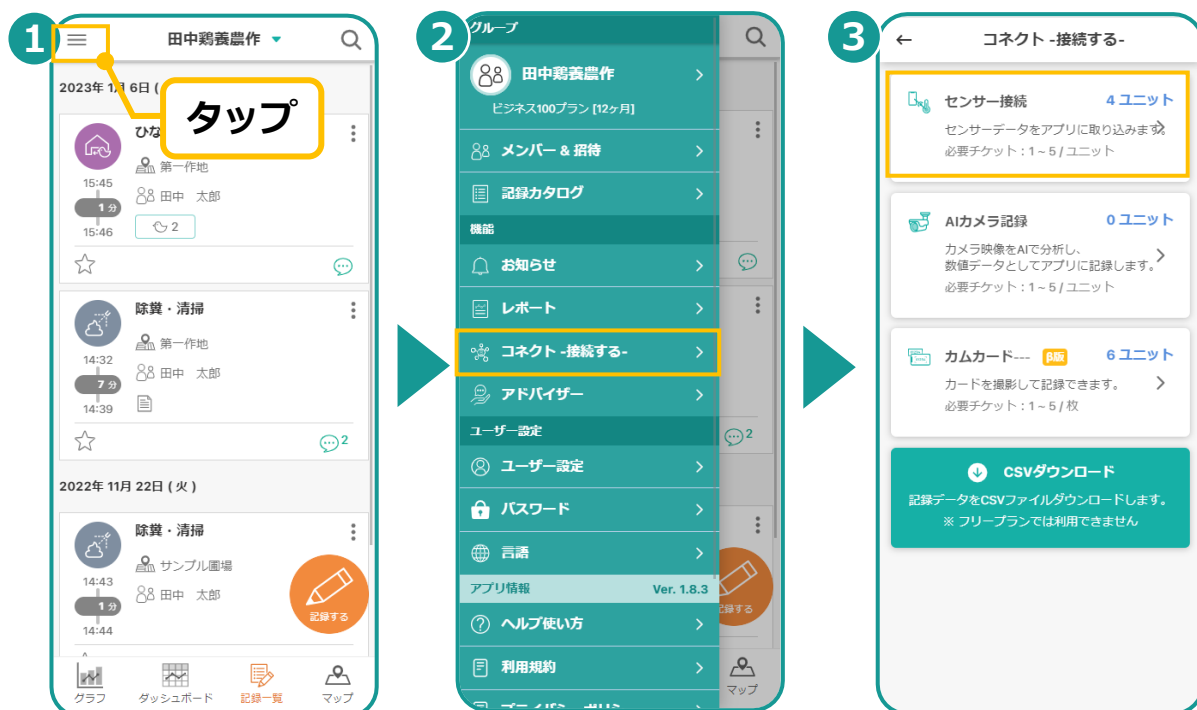 1
田中鶏養農作
2023年 1月 6日 (
タップ
ひな
第一作地
15:45
田中 太郎
1 分
15:46
2
除糞・清掃
第一作地
14:32
田中 太郎
7 分
14:39
2
2022年 11月 22日 ( 火 )
除糞・清掃
サンプル圃場
14:43
田中 太郎
1 分
14:44
記録する
グラフ
ダッシュボード
記録一覧
マップ
2
グループ
田中鶏養農作
ビジネス100プラン [12ヶ月]
メンバー & 招待
記録カタログ
機能
お知らせ
レポート
コネクト -接続する-
アドバイザー
2
ユーザー設定
ユーザー設定
パスワード
言語
アプリ情報
Ver. 1.8.3
記録する
ヘルプ使い方
利用規約
マップ
3
コネクト -接続する-
センサー接続
4 ユニット
センサーデータをアプリに取り込みます。
必要チケット : 1 ~ 5 / ユニット
AIカメラ記録
0 ユニット
カメラ映像をAIで分析し、
数値データとしてアプリに記録します。
必要チケット : 1 ~ 5 / ユニット
カムカード---
β版
6 ユニット
カードを撮影して記録できます。
必要チケット : 1 ~ 5 / 枚
CSVダウンロード
記録データをCSVファイルダウンロードします。
※ フリープランでは利用できません